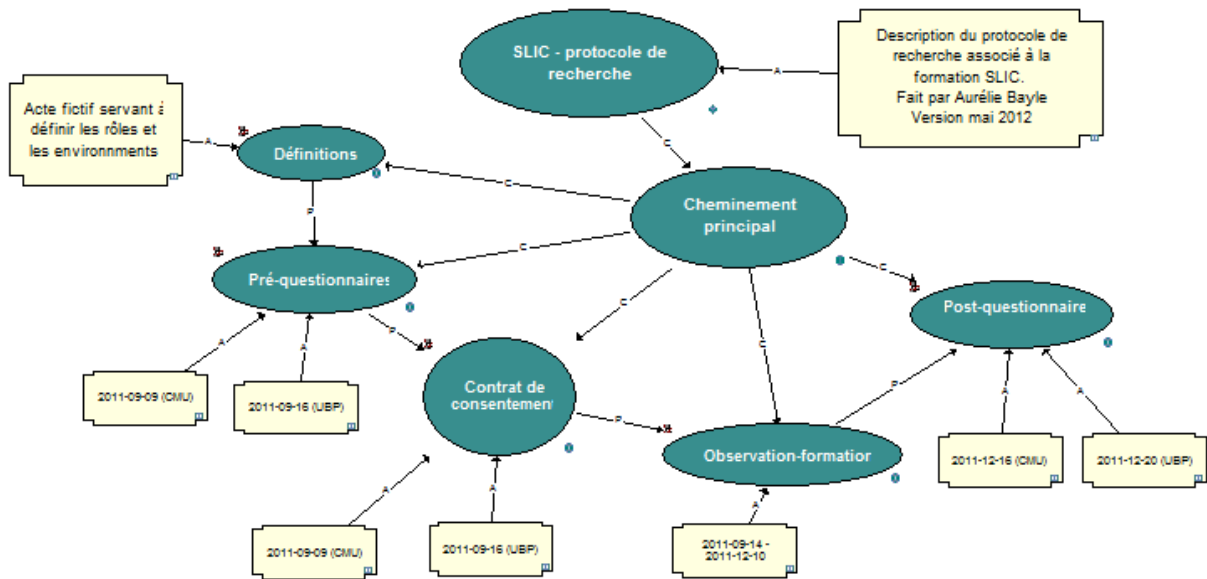 SLIC - protocole de
recherche
A
Description du protocole de
recherche associé à la
formation SLIC.
Fait par Aurélie Bayle
Version mai 2012
Acte fictif servant à
définir les rôles et
les environnments
A
Définitions
C
C
P
Cheminement
principal
C
C
C
C
Pré-questionnaires
Post-questionnaire
P
A
A
2011-09-09 (CMU)
2011-09-16 (UBP)
Contrat de
consentement
P
P
A
A
Observation-formation
2011-12-16 (CMU)
2011-12-20 (UBP)
A
A
A
2011-09-09 (CMU)
2011-09-16 (UBP)
2011-09-14 -
2011-12-10